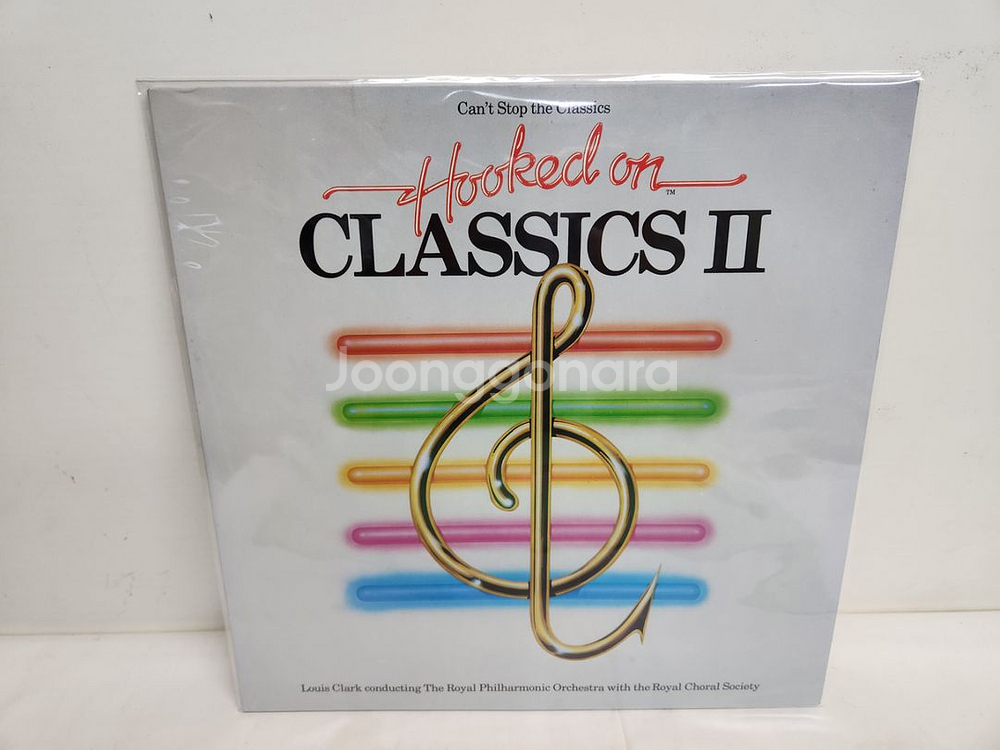 Can't Stop the Classics
Hooked on
TM
CLASSICS II
Joonggonara
Louis Clark conducting The Royal Philharmonic Orchestra with the Royal Choral Society